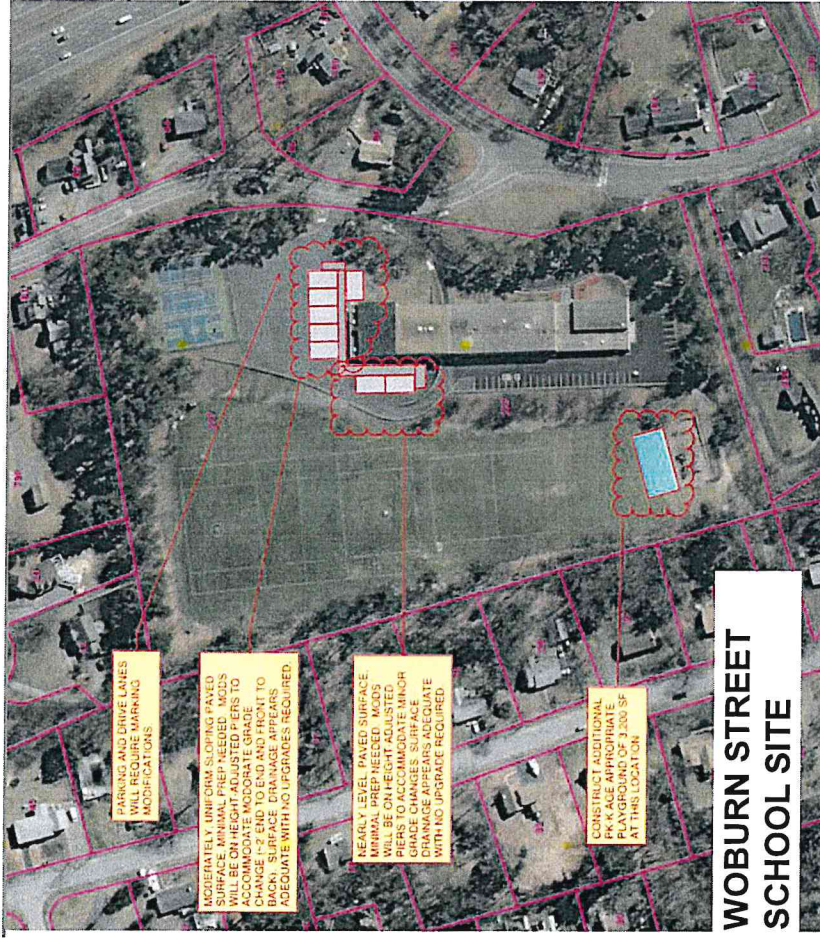 PARKING AND DRIVE LANES
WILL REQUIRE MARKING
MODIFICATIONS.
MODERATELY, UNIFORM SLOPING PAVED
SURFACE, MINIMAL PREP NEEDED. MODS
WILL BE ON HEIGHT ADJUSTED PIERS TO
ACCOMMODATE MODORATE GRADE
CHANGE (~2' END TO END AND FRONT TO
BACK). SURFACE DRAINAGE APPEARS
ADEQUATE WITH NO UPGRADES REQUIRED.
NEARLY LEVEL PAVED SURFACE,
MINIMAL PREP NEEDED. MODS
WILL BE ON HEIGHT ADJUSTED
PIERS TO ACCOMMODATE MINOR
GRADE CHANGES. SURFACE
DRAINAGE APPEARS ADEQUATE
WITH NO UPGRADE REQUIRED.
CONSTRUCT ADDITIONAL
PK-K AGE APPROPRIATE
PLAYGROUND OF 3,200 SF
AT THIS LOCATION
WOBURN STREET
SCHOOL SITE